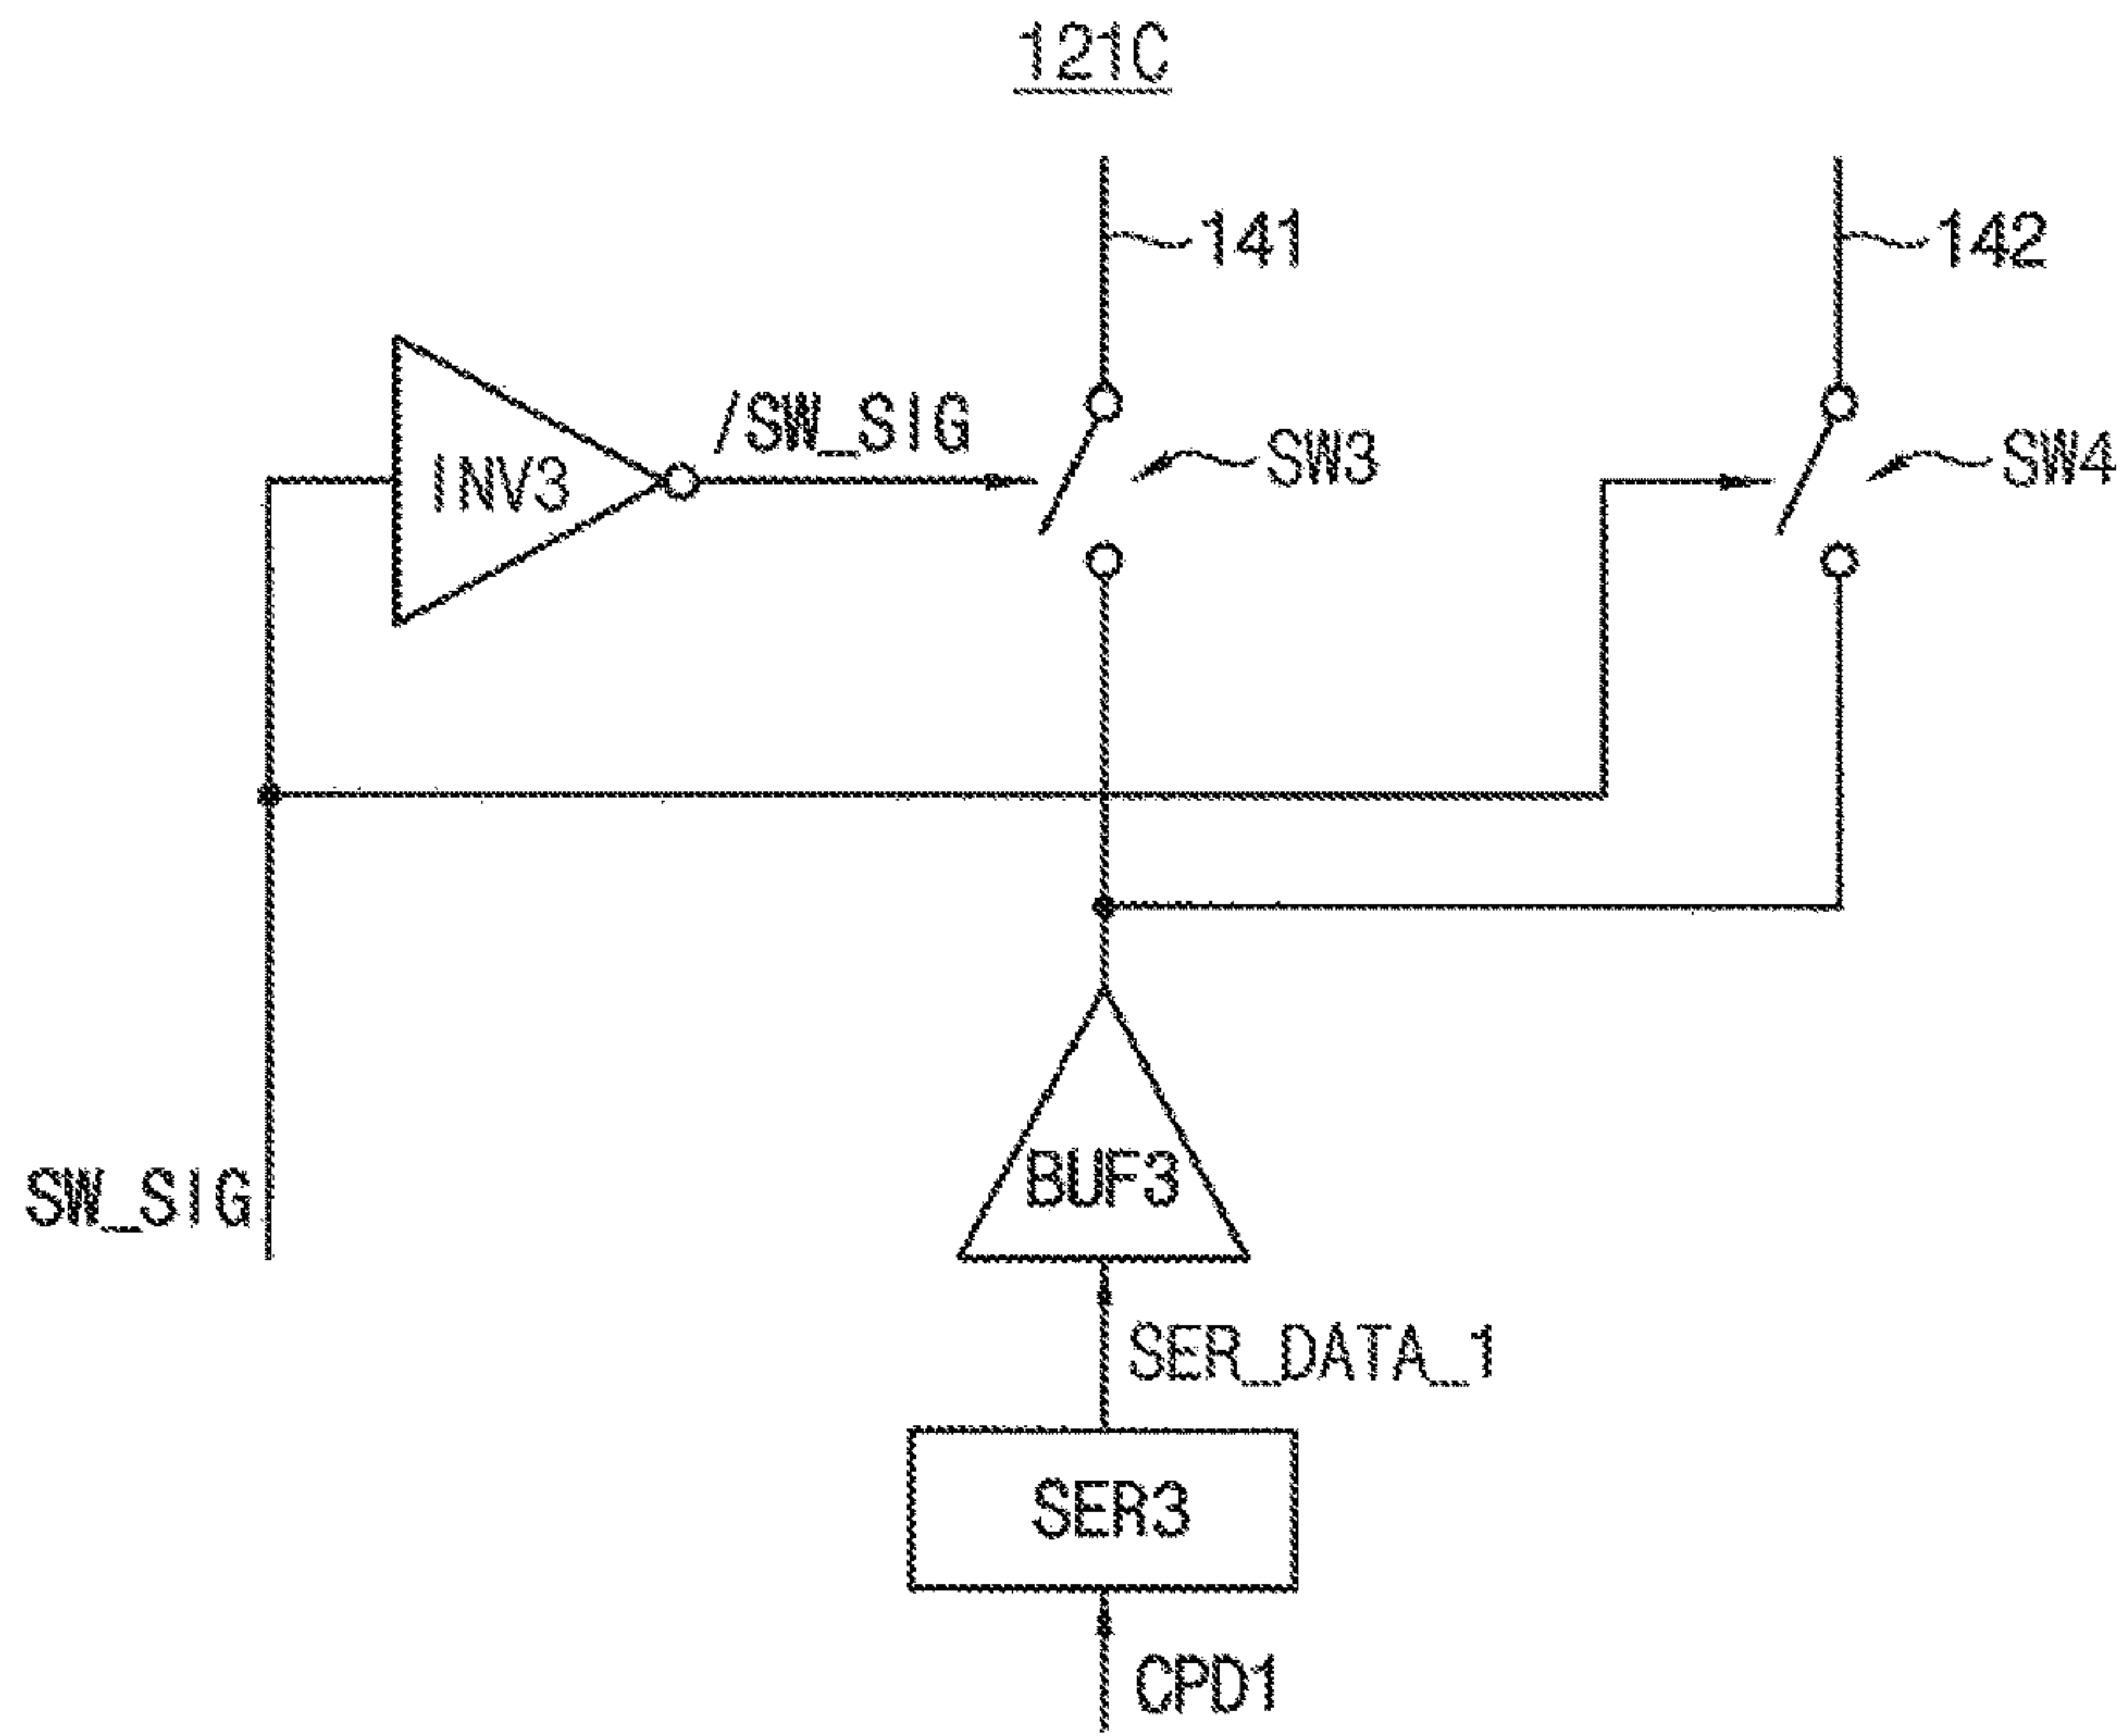 121C
141
142
/SW_SIG
SW3
SW4
INV3
SW_SIG
BUF3
SER_DATA_1
SER3
CPD1